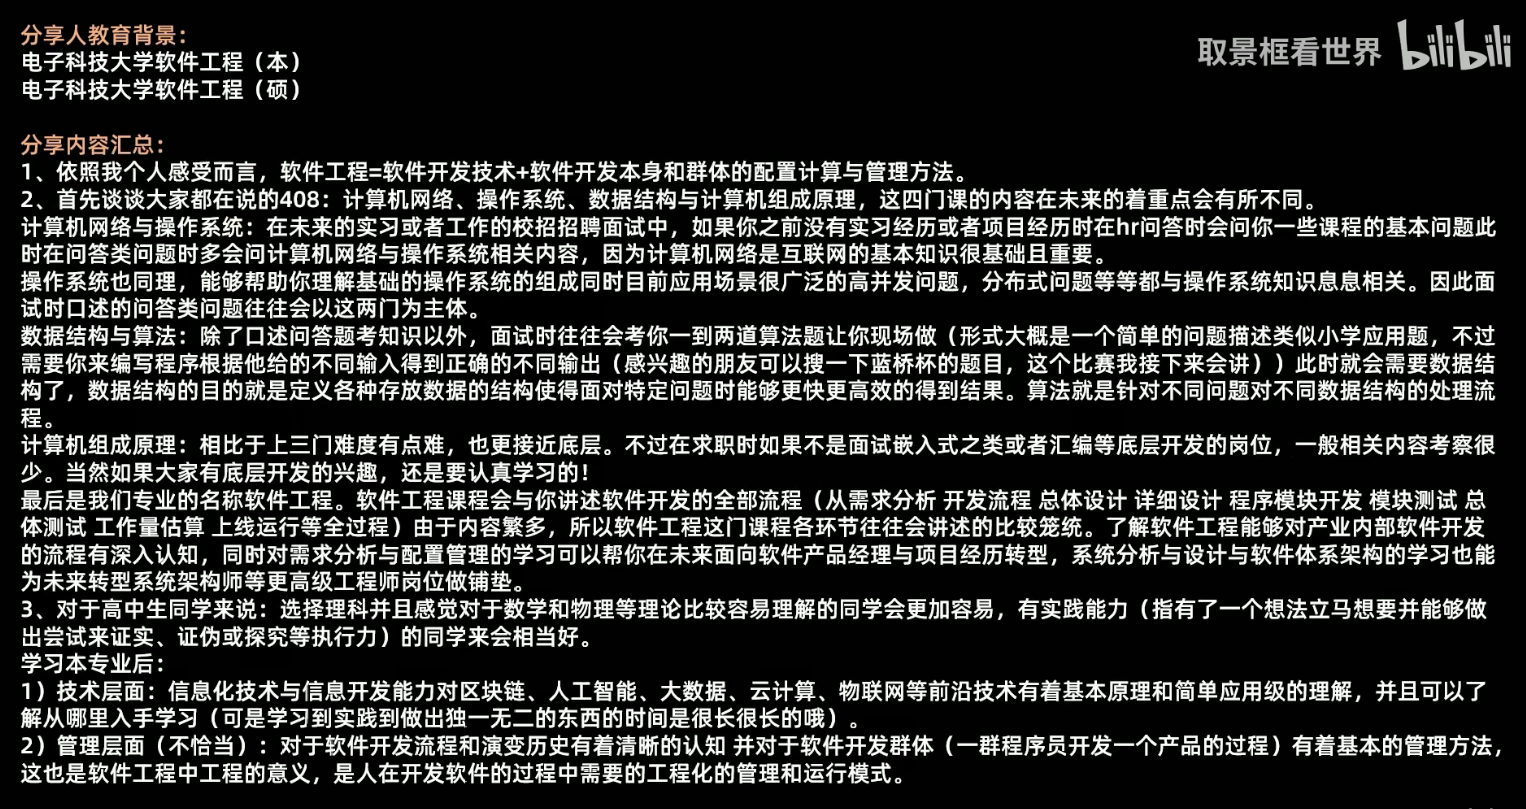 分享人教育背景：
电子科技大学软件工程（本）
电子科技大学软件工程（硕）
取景框看世界 bilibili
分享内容汇总：
1、依照我个人感受而言，软件工程=软件开发技术+软件开发本身和群体的配置计算与管理方法。
2、首先谈谈大家都在说的408：计算机网络、操作系统、数据结构与计算机组成原理，这四门课的内容在未来的着重点会有所不同。
计算机网络与操作系统：在未来的实习或者工作的校招招聘面试中，如果你之前没有实习经历或者项目经历时在hr问答时会问你一些课程的基本问题此
时在问答类问题时多会问计算机网络与操作系统相关内容，因为计算机网络是互联网的基本知识很基础且重要。
操作系统也同理，能够帮助你理解基础的操作系统的组成同时目前应用场景很广泛的高并发问题，分布式问题等等都与操作系统知识息息相关。因此面
试时口述的问答类问题往往会以这两门为主体。
数据结构与算法：除了口述问答题考知识以外，面试时往往会考你一到两道算法题让你现场做（形式大概是一个简单的问题描述类似小学应用题，不过
需要你来编写程序根据他给的不同输入得到正确的不同输出（感兴趣的朋友可以搜一下蓝桥杯的题目，这个比赛我接下来会讲））此时就会需要数据结
构了，数据结构的目的就是定义各种存放数据的结构使得面对特定问题时能够更快更高效的得到结果。算法就是针对不同问题对不同数据结构的处理流
程。
计算机组成原理：相比于上三门难度有点难，也更接近底层。不过在求职时如果不是面试嵌入式之类或者汇编等底层开发的岗位，一般相关内容考察很
少。当然如果大家有底层开发的兴趣，还是要认真学习的！
最后是我们专业的名称软件工程。软件工程课程会与你讲述软件开发的全部流程（从需求分析 开发流程 总体设计 详细设计 程序模块开发 模块测试 总
体测试 工作量估算 上线运行等全过程）由于内容繁多，所以软件工程这门课程各环节往往会讲述的比较笼统。了解软件工程能够对产业内部软件开发
的流程有深入认知，同时对需求分析与配置管理的学习可以帮你在未来面向软件产品经理与项目经历转型，系统分析与设计与软件体系架构的学习也能
为未来转型系统架构师等更高级工程师岗位做铺垫。
3、对于高中生同学来说：选择理科并且感觉对于数学和物理等理论比较容易理解的同学会更加容易，有实践能力（指有了一个想法立马想要并能够做
出尝试来证实、证伪或探究等执行力）的同学来会相当好。
学习本专业后：
1）技术层面：信息化技术与信息开发能力对区块链、人工智能、大数据、云计算、物联网等前沿技术有着基本原理和简单应用级的理解，并且可以了
解从哪里入手学习（可是学习到实践到做出独一无二的东西的时间是很长很长的哦）。
2）管理层面（不恰当）：对于软件开发流程和演变历史有着清晰的认知 并对于软件开发群体（一群程序员开发一个产品的过程）有着基本的管理方法，
这也是软件工程中工程的意义，是人在开发软件的过程中需要的工程化的管理和运行模式。